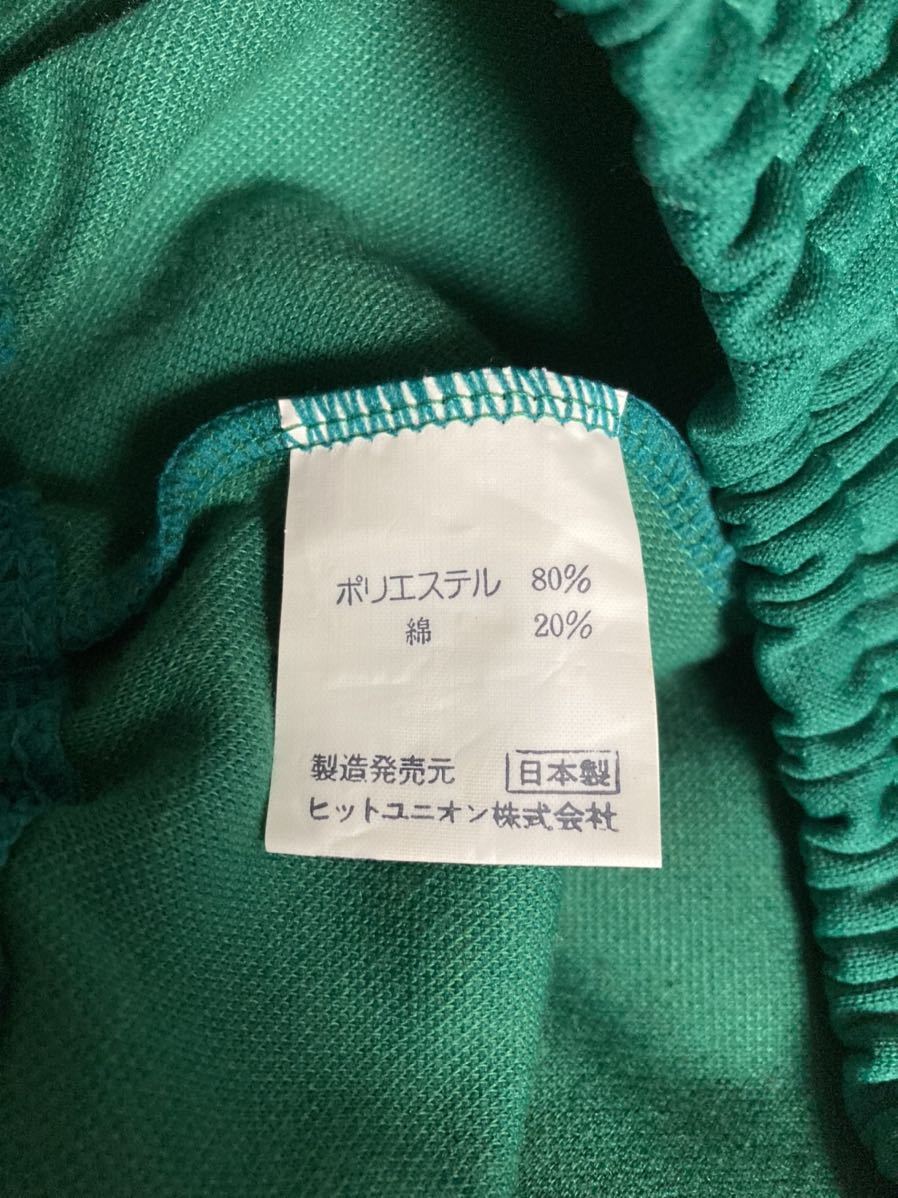 ポリエステル 80%
綿 20%
製造発売元 日本製
ヒットユニオン株式会社